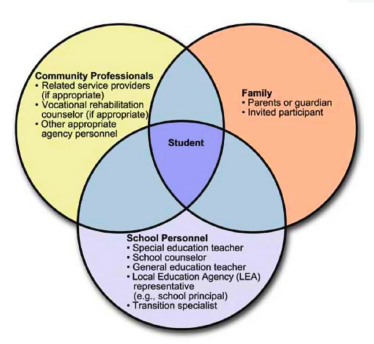 Community Professionals
• Related service providers
(if appropriate)
• Vocational rehabilitation
counselor (if appropriate)
• Other appropriate
agency personnel
Family
• Parents or guardian
• Invited participant
Student
School Personnel
• Special education teacher
• School counselor
• General education teacher
• Local Education Agency (LEA)
representative
(e.g., school principal)
• Transition specialist